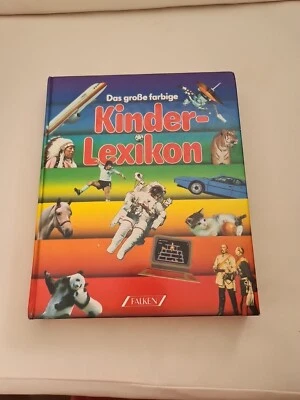 Das große farbige
Kinder-
Lexikon
FALKEN